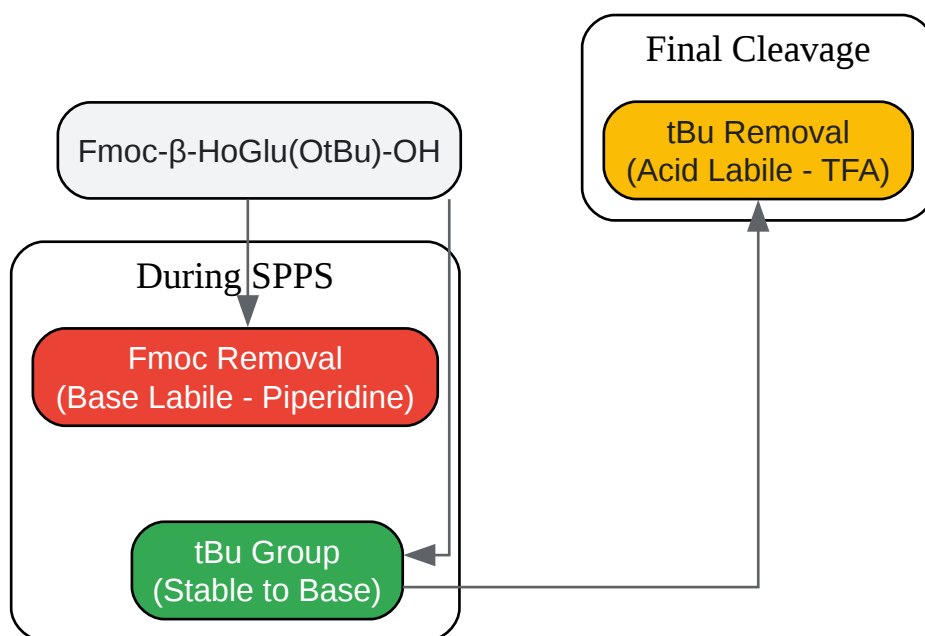 Final Cleavage
tBu Removal
(Acid Labile - TFA)
Fmoc-β-HoGlu(OtBu)-OH
During SPPS
Fmoc Removal
(Base Labile - Piperidine)
tBu Group
(Stable to Base)